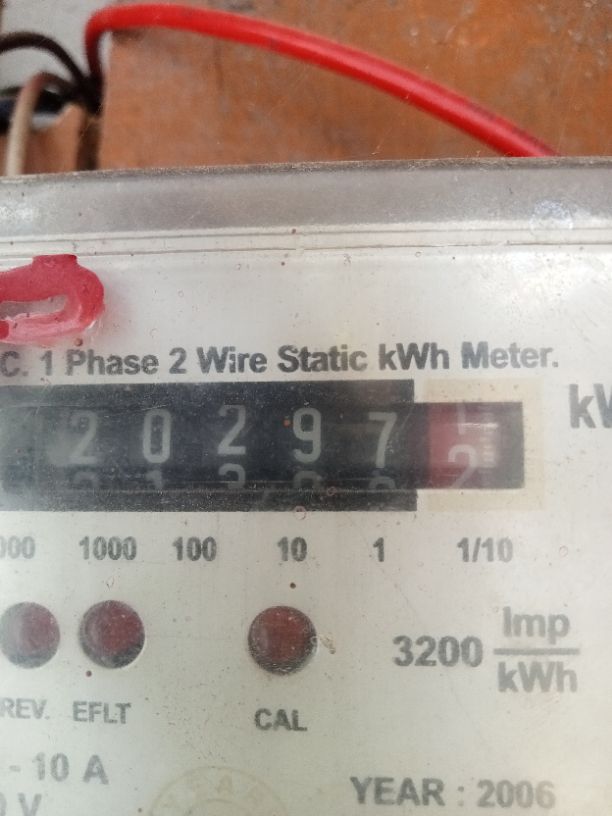 C. 1 Phase 2 Wire Static kWh Meter.
2 0 2 9 7 2
1000 100 10 1 1/10
3200 Imp
kWh
REV. EFLT CAL
- 10 A
YEAR : 2006